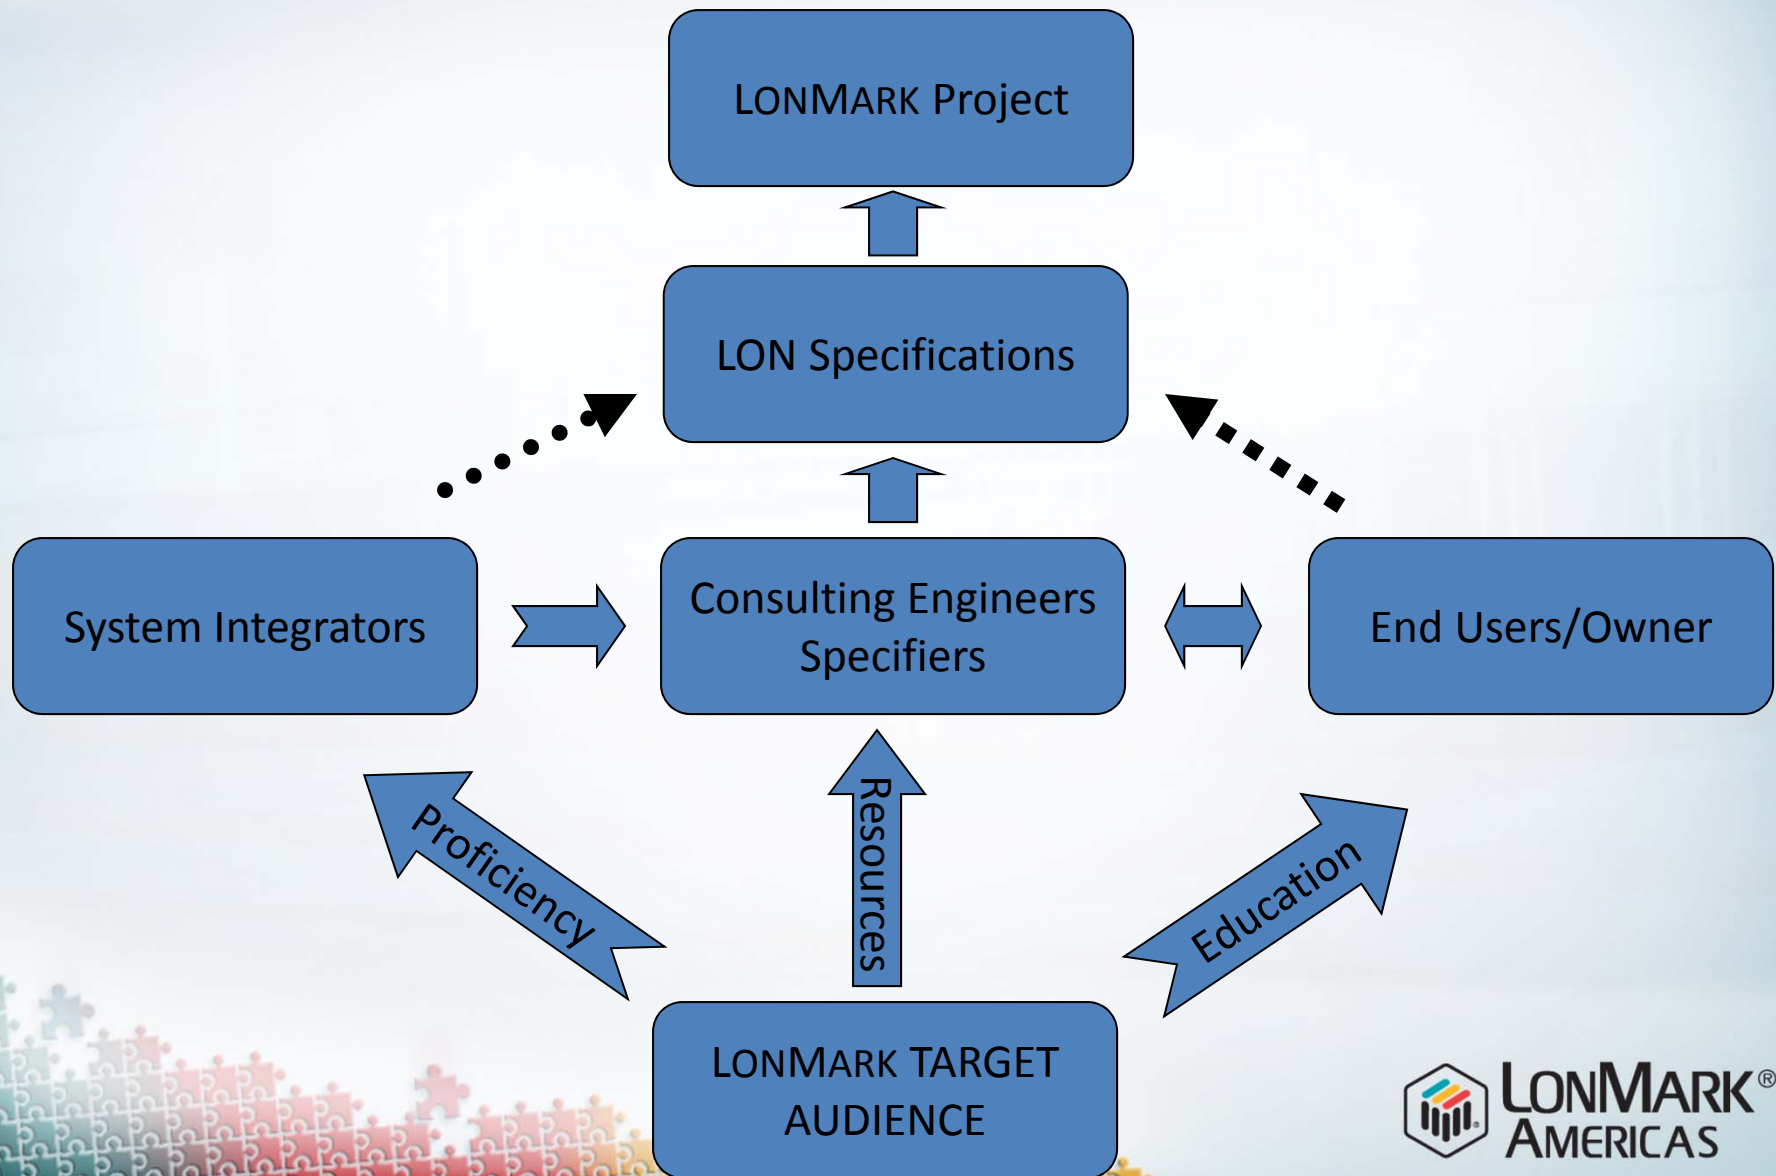 LONMARK Project
LON Specifications
System Integrators
Consulting Engineers
Specifiers
End Users/Owner
Proficiency
Resources
Education
LONMARK TARGET
AUDIENCE
LONMARK®
AMERICAS